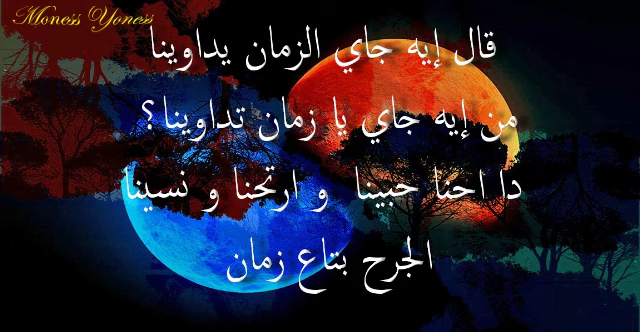 Moness Yoness
قال إيه جاي الزمان يداوينا
من إيه جاي يا زمان تداوينا؟
دا احنا حبينا و ارتحنا و نسينا
الجرح بتاع زمان